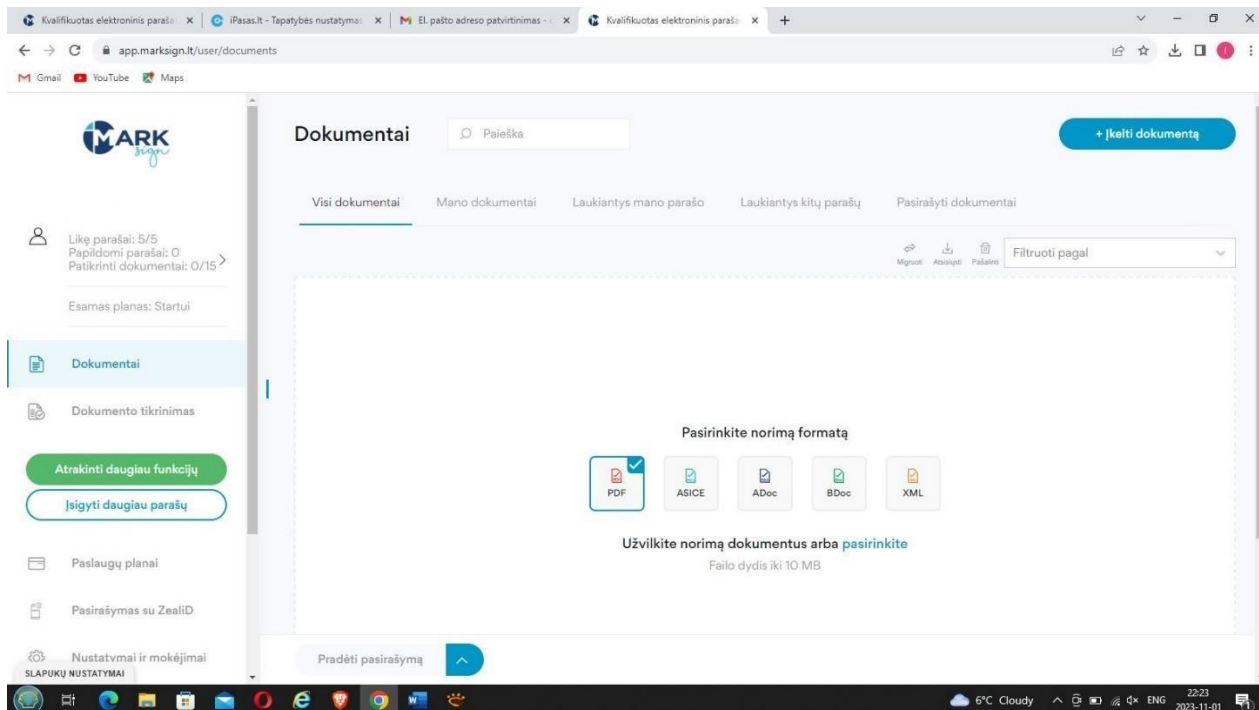 Kvalifikuotas elektroninis paraša
iPasas.lt - Tapatybės nustatymas
El. pašto adreso patvirtinimas -
Kvalifikuotas elektroninis paraša
app.marksign.lt/user/documents
Gmail YouTube Maps
MARK
sign
Dokumentai
Paieška
+ Įkelti dokumentą
Visi dokumentai Mano dokumentai Laukiantys mano parašo Laukiantys kitų parašų Pasirašyti dokumentai
Likę parašai: 5/5
Papildomi parašai: 0
Patikrinti dokumentai: 0/15
Migruoti Atsisiųsti Pašalinti
Filtruoti pagal
Esamas planas: Startui
Dokumentai
Dokumento tikrinimas
Atrakinti daugiau funkcijų
Įsigyti daugiau parašų
Paslaugų planai
Pasirašymas su ZealiD
Nustatymai ir mokėjimai
SLAPUKŲ NUSTATYMAI
Pasirinkite norimą formatą
PDF ASICE ADoc BDoc XML
Užvilkite norimą dokumentus arba pasirinkite
Failo dydis iki 10 MB
Pradėti pasirašymą
6°C Cloudy ENG 22:23
2023-11-01